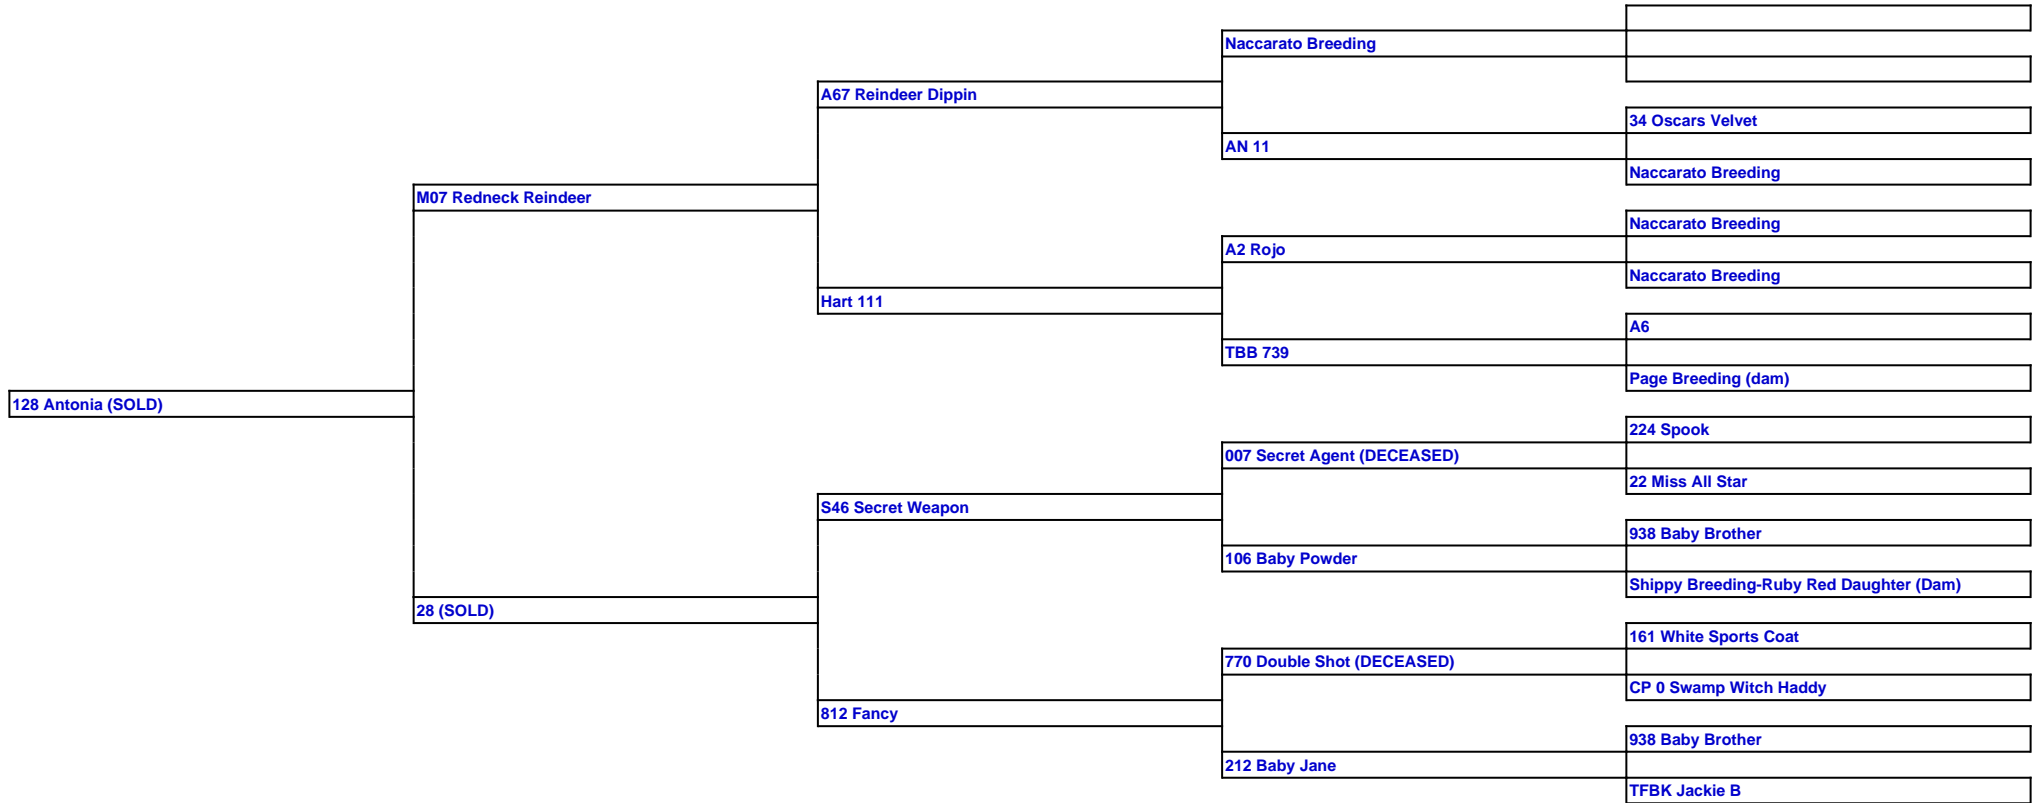 Naccarato Breeding
A67 Reindeer Dippin
34 Oscars Velvet
AN 11
Naccarato Breeding
M07 Redneck Reindeer
Naccarato Breeding
A2 Rojo
Naccarato Breeding
Hart 111
A6
TBB 739
Page Breeding (dam)
128 Antonia (SOLD)
224 Spook
007 Secret Agent (DECEASED)
22 Miss All Star
S46 Secret Weapon
938 Baby Brother
106 Baby Powder
Shippy Breeding-Ruby Red Daughter (Dam)
28 (SOLD)
161 White Sports Coat
770 Double Shot (DECEASED)
CP 0 Swamp Witch Haddy
812 Fancy
938 Baby Brother
212 Baby Jane
TFBK Jackie B